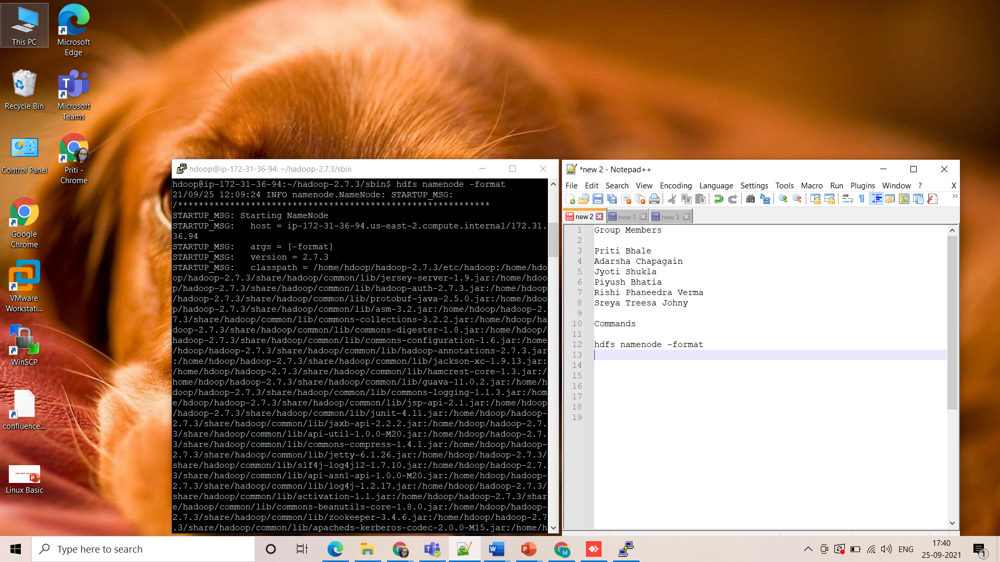 This PC
Microsoft
Edge
Recycle Bin
Microsoft
Teams
Control Panel
Priti -
Chrome
Google
Chrome
VMware
Workstati...
WinSCP
confluence....
Linux Basic
hdoop@ip-172-31-36-94: ~/hadoop-2.7.3/sbin
hdoop@ip-172-31-36-94:~/hadoop-2.7.3/sbin$ hdfs namenode -format
21/09/25 12:09:24 INFO namenode.NameNode: STARTUP_MSG:
/************************************************************
STARTUP_MSG: Starting NameNode
STARTUP_MSG:   host = ip-172-31-36-94.us-east-2.compute.internal/172.31.
36.94
STARTUP_MSG:   args = [-format]
STARTUP_MSG:   version = 2.7.3
STARTUP_MSG:   classpath = /home/hdoop/hadoop-2.7.3/etc/hadoop:/home/hdo
op/hadoop-2.7.3/share/hadoop/common/lib/jersey-server-1.9.jar:/home/hdoo
p/hadoop-2.7.3/share/hadoop/common/lib/hadoop-auth-2.7.3.jar:/home/hdoop
/hadoop-2.7.3/share/hadoop/common/lib/protobuf-java-2.5.0.jar:/home/hdoo
p/hadoop-2.7.3/share/hadoop/common/lib/asm-3.2.jar:/home/hdoop/hadoop-2.
7.3/share/hadoop/common/lib/commons-collections-3.2.2.jar:/home/hdoop/ha
doop-2.7.3/share/hadoop/common/lib/commons-digester-1.8.jar:/home/hdoop/
hadoop-2.7.3/share/hadoop/common/lib/commons-configuration-1.6.jar:/home
/hdoop/hadoop-2.7.3/share/hadoop/common/lib/hadoop-annotations-2.7.3.jar
:/home/hdoop/hadoop-2.7.3/share/hadoop/common/lib/jackson-xc-1.9.13.jar:
/home/hdoop/hadoop-2.7.3/share/hadoop/common/lib/hamcrest-core-1.3.jar:/
home/hdoop/hadoop-2.7.3/share/hadoop/common/lib/guava-11.0.2.jar:/home/h
doop/hadoop-2.7.3/share/hadoop/common/lib/commons-logging-1.1.3.jar:/hom
e/hdoop/hadoop-2.7.3/share/hadoop/common/lib/jsp-api-2.1.jar:/home/hdoop
/hadoop-2.7.3/share/hadoop/common/lib/junit-4.11.jar:/home/hdoop/hadoop-
2.7.3/share/hadoop/common/lib/jaxb-api-2.2.2.jar:/home/hdoop/hadoop-2.7.
3/share/hadoop/common/lib/api-util-1.0.0-M20.jar:/home/hdoop/hadoop-2.7.
3/share/hadoop/common/lib/commons-compress-1.4.1.jar:/home/hdoop/hadoop-
2.7.3/share/hadoop/common/lib/jetty-6.1.26.jar:/home/hdoop/hadoop-2.7.3/
share/hadoop/common/lib/slf4j-log4j12-1.7.10.jar:/home/hdoop/hadoop-2.7.
3/share/hadoop/common/lib/api-asn1-api-1.0.0-M20.jar:/home/hdoop/hadoop-
2.7.3/share/hadoop/common/lib/log4j-1.2.17.jar:/home/hdoop/hadoop-2.7.3/
share/hadoop/common/lib/activation-1.1.jar:/home/hdoop/hadoop-2.7.3/shar
e/hadoop/common/lib/commons-beanutils-core-1.8.0.jar:/home/hdoop/hadoop-
2.7.3/share/hadoop/common/lib/zookeeper-3.4.6.jar:/home/hdoop/hadoop-2.7
.3/share/hadoop/common/lib/apacheds-kerberos-codec-2.0.0-M15.jar:/home/h
*new 2 - Notepad++
File Edit Search View Encoding Language Settings Tools Macro Run Plugins Window ? X
new 2 new 1 new 3
1 Group Members
2
3 Priti Bhale
4 Adarsha Chapagain
5 Jyoti Shukla
6 Piyush Bhatia
7 Rishi Phaneedra Verma
8 Sreya Treesa Johny
9
10 Commands
11
12 hdfs namenode -format
13
14
15
16
17
18
19
Type here to search
ENG
17:40
25-09-2021
1